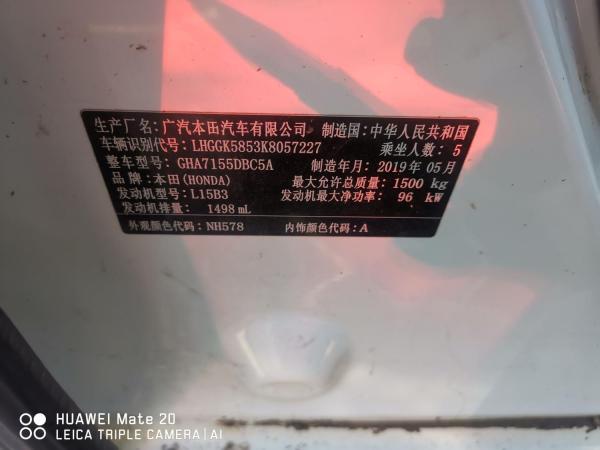 生产厂名:广汽本田汽车有限公司 制造国:中华人民共和国
车辆识别代号:LHGGK5853K8057227 乘坐人数:5
整车型号:GHA7155DBC5A 制造年月:2019年05月
品牌:本田(HONDA) 最大允许总质量:1500 kg
发动机型号:L15B3 发动机最大净功率:96 kW
发动机排量:1498mL
外观颜色代码:NH578 内饰颜色代码:A
HUAWEI Mate 20
LEICA TRIPLE CAMERA|AI